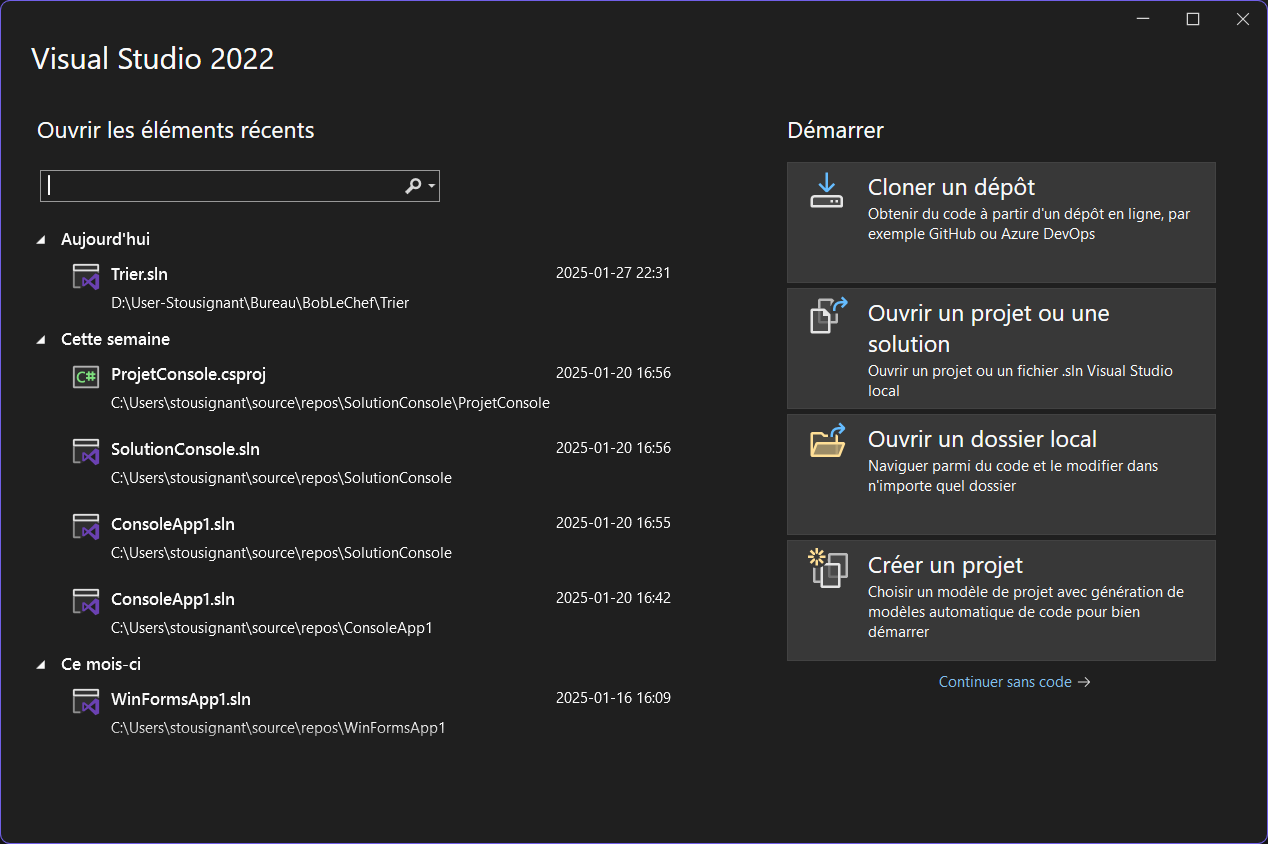 Visual Studio 2022
Ouvrir les éléments récents
Aujourd'hui
Trier.sln 2025-01-27 22:31
D:\User-Stousignant\Bureau\BobLeChef\Trier
Cette semaine
ProjetConsole.csproj 2025-01-20 16:56
C:\Users\stousignant\source\repos\SolutionConsole\ProjetConsole
SolutionConsole.sln 2025-01-20 16:56
C:\Users\stousignant\source\repos\SolutionConsole
ConsoleApp1.sln 2025-01-20 16:55
C:\Users\stousignant\source\repos\SolutionConsole
ConsoleApp1.sln 2025-01-20 16:42
C:\Users\stousignant\source\repos\ConsoleApp1
Ce mois-ci
WinFormsApp1.sln 2025-01-16 16:09
C:\Users\stousignant\source\repos\WinFormsApp1
Démarrer
Cloner un dépôt
Obtenir du code à partir d'un dépôt en ligne, par
exemple GitHub ou Azure DevOps
Ouvrir un projet ou une
solution
Ouvrir un projet ou un fichier .sln Visual Studio
local
Ouvrir un dossier local
Naviguer parmi du code et le modifier dans
n'importe quel dossier
Créer un projet
Choisir un modèle de projet avec génération de
modèles automatique de code pour bien
démarrer
Continuer sans code →
C#